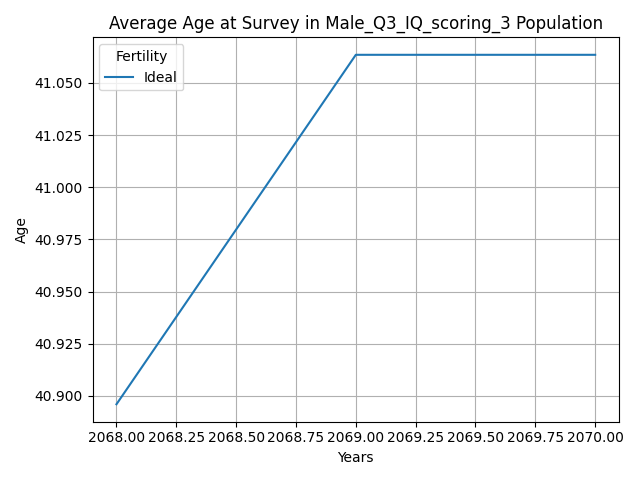 Average Age at Survey in Male_Q3_IQ_scoring_3 Population
Fertility
Ideal
41.050
41.025
41.000
40.975
40.950
40.925
40.900
Age
2068.00 2068.25 2068.50 2068.75 2069.00 2069.25 2069.50 2069.75 2070.00
Years